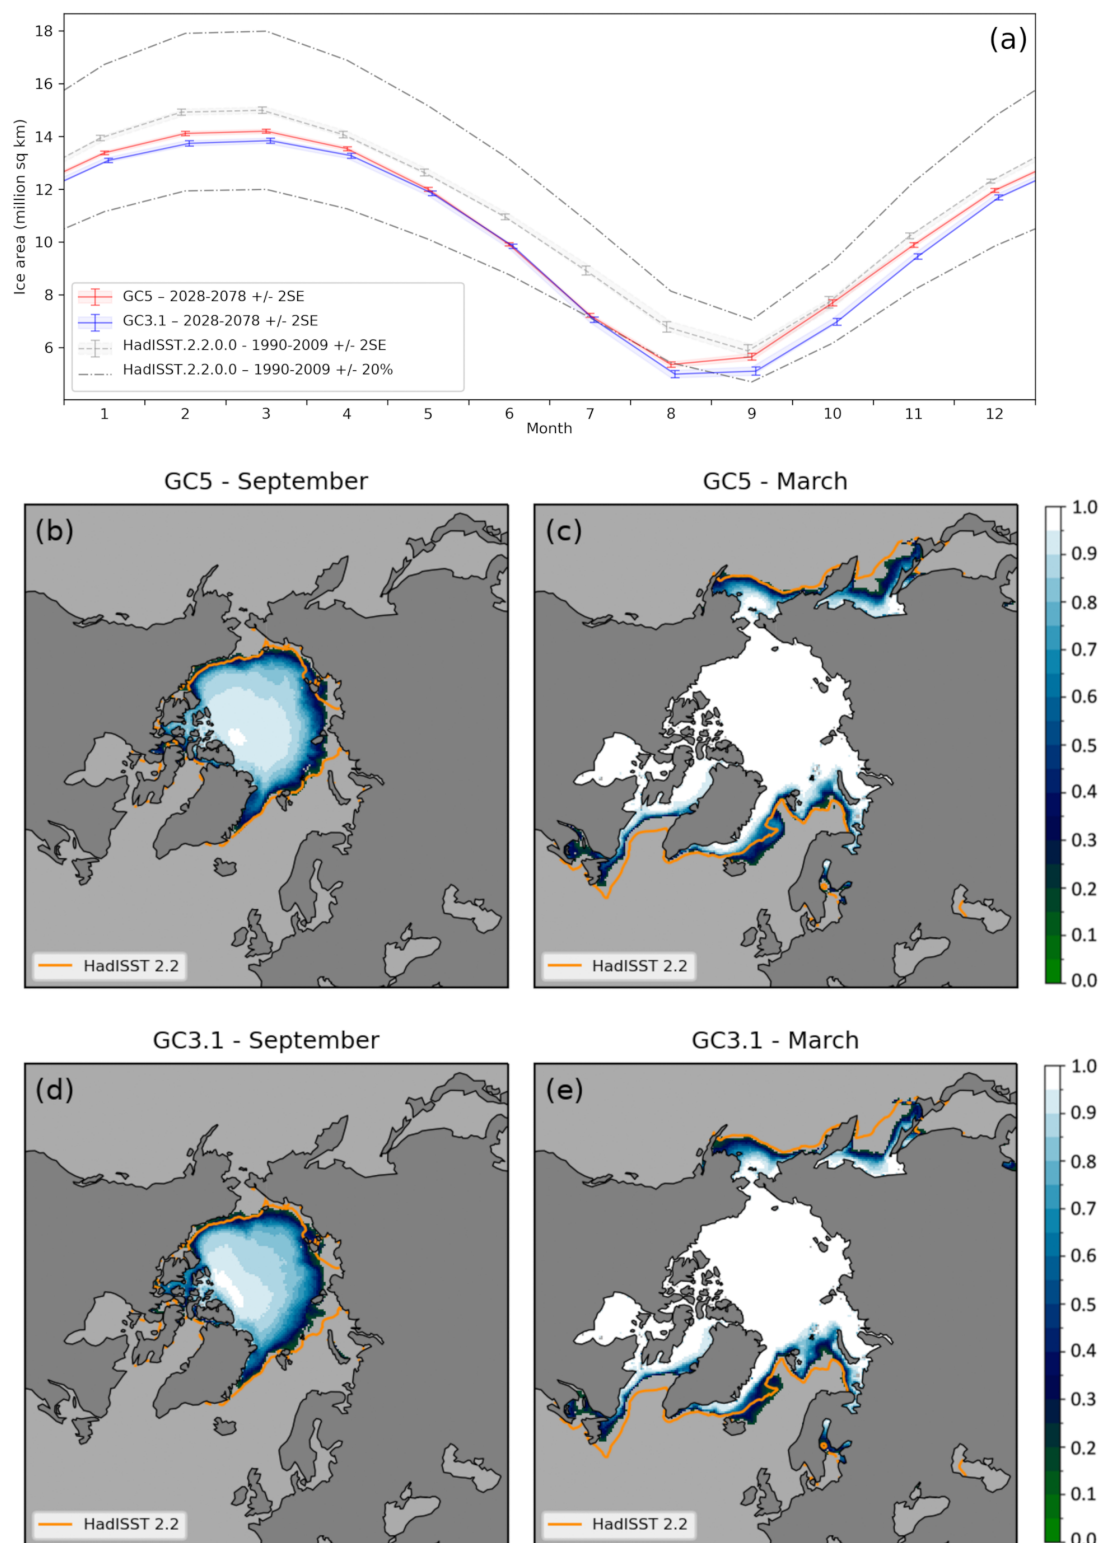 (a)
18
16
14
12
10
8
6
Ice area (million sq km)
GC5 – 2028-2078 +/- 2SE
GC3.1 – 2028-2078 +/- 2SE
HadISST.2.2.0.0 - 1990-2009 +/- 2SE
HadISST.2.2.0.0 – 1990-2009 +/- 20%
1 2 3 4 5 6 7 8 9 10 11 12
Month
GC5 - September
(b)
HadISST 2.2
GC5 - March
(c)
HadISST 2.2
1.0
0.9
0.8
0.7
0.6
0.5
0.4
0.3
0.2
0.1
0.0
GC3.1 - September
(d)
HadISST 2.2
GC3.1 - March
(e)
HadISST 2.2
1.0
0.9
0.8
0.7
0.6
0.5
0.4
0.3
0.2
0.1
0.0